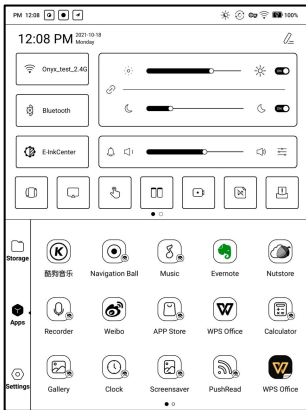 PM 12:08
100%
12:08 PM 2021-10-18
Monday
Onyx_test_2.4G
Bluetooth
E-InkCenter
Storage
Apps
Settings
酷狗音乐 Navigation Ball Music Evernote Nutstore
Recorder Weibo APP Store WPS Office Calculator
Gallery Clock Screensaver PushRead WPS Office